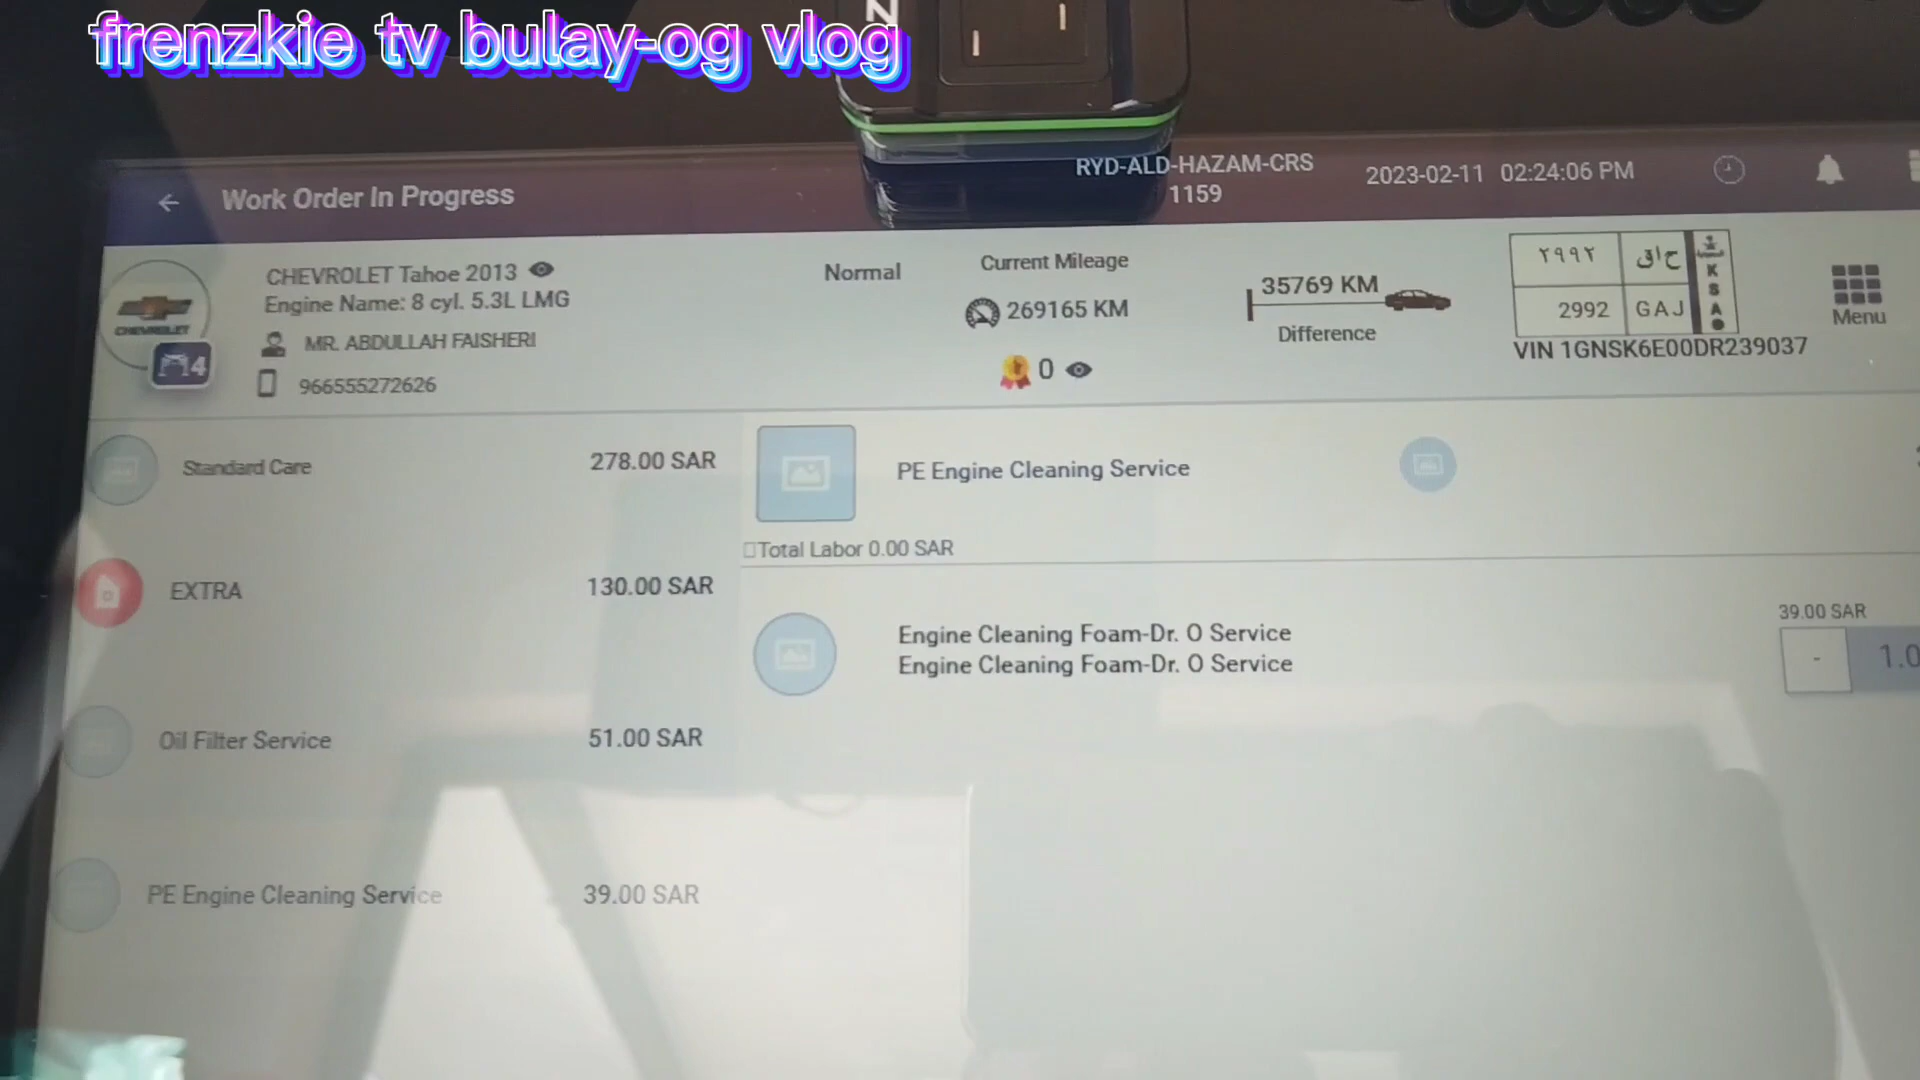 frenzkie tv bulay-og vlog
Work Order In Progress
RYD-ALD-HAZAM-CRS
1159
2023-02-11 02:24:06 PM
CHEVROLET Tahoe 2013
Engine Name: 8 cyl. 5.3L LMG
MR. ABDULLAH FAISHERI
966555272626
CHEVROLET
4
Normal
Current Mileage
269165 KM
0
35769 KM
Difference
٢٩٩٢
ح ا ق
2992
GAJ
K
S
A
VIN 1GNSK6E00DR239037
Menu
Standard Care 278.00 SAR
EXTRA 130.00 SAR
Oil Filter Service 51.00 SAR
PE Engine Cleaning Service 39.00 SAR
PE Engine Cleaning Service
Total Labor 0.00 SAR
Engine Cleaning Foam-Dr. O Service
Engine Cleaning Foam-Dr. O Service
39.00 SAR
- 1.0